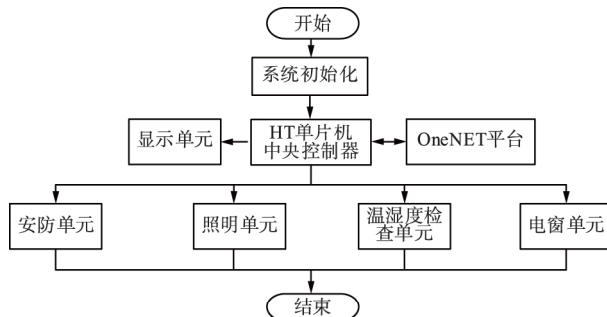 开始
系统初始化
显示单元
HT单片机
中央控制器
OneNET平台
安防单元
照明单元
温湿度检
查单元
电窗单元
结束